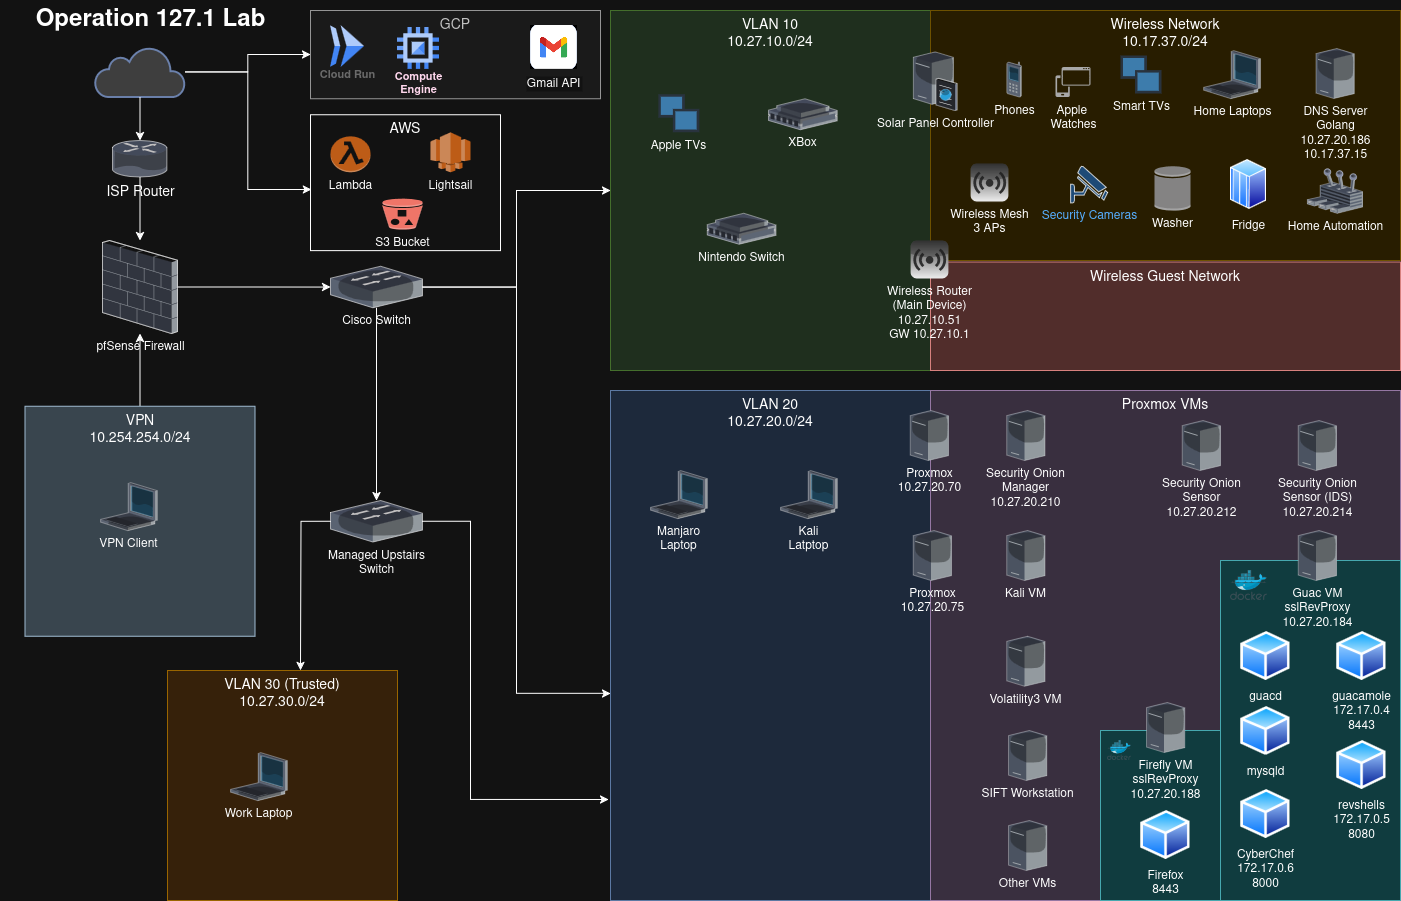 Operation 127.1 Lab
GCP
Cloud Run
Compute
Engine
Gmail API
AWS
Lambda
Lightsail
S3 Bucket
ISP Router
pfSense Firewall
Cisco Switch
VPN
10.254.254.0/24
VPN Client
Managed Upstairs
Switch
VLAN 30 (Trusted)
10.27.30.0/24
Work Laptop
VLAN 10
10.27.10.0/24
Apple TVs
XBox
Nintendo Switch
Solar Panel Controller
Wireless Router
(Main Device)
10.27.10.51
GW 10.27.10.1
Wireless Network
10.17.37.0/24
Phones
Apple
Watches
Smart TVs
Home Laptops
DNS Server
Golang
10.27.20.186
10.17.37.15
Wireless Mesh
3 APs
Security Cameras
Washer
Fridge
Home Automation
Wireless Guest Network
VLAN 20
10.27.20.0/24
Manjaro
Laptop
Kali
Latptop
Proxmox
10.27.20.70
Proxmox
10.27.20.75
Proxmox VMs
Security Onion
Manager
10.27.20.210
Security Onion
Sensor
10.27.20.212
Security Onion
Sensor (IDS)
10.27.20.214
Kali VM
Volatility3 VM
SIFT Workstation
Other VMs
docker
Firefly VM
sslRevProxy
10.27.20.188
Firefox
8443
docker
Guac VM
sslRevProxy
10.27.20.184
guacd
guacamole
172.17.0.4
8443
mysqld
revshells
172.17.0.5
8080
CyberChef
172.17.0.6
8000